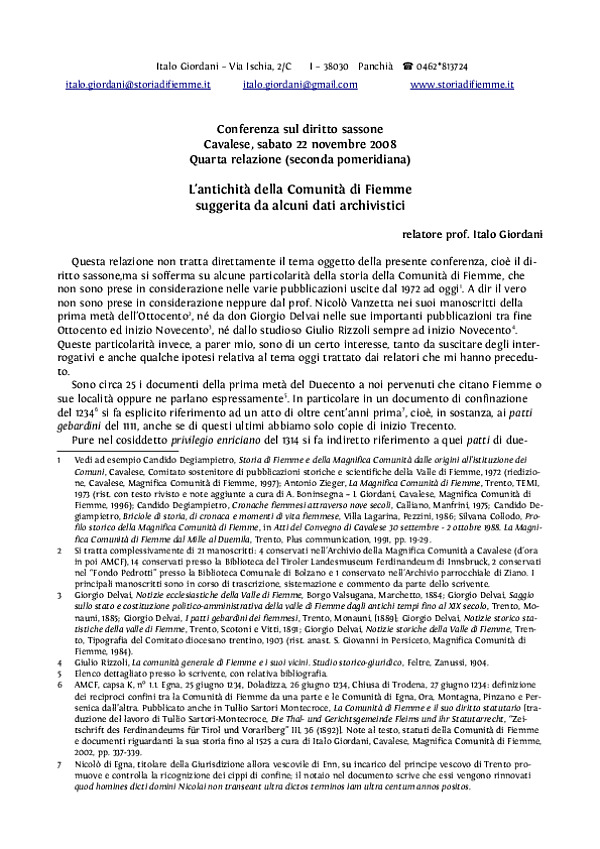 Italo Giordani – Via Ischia, 2/C I – 38030 Panchià ☎ 0462*813724
italo.giordani@storiadifiemme.it italo.giordani@gmail.com www.storiadifiemme.it
Conferenza sul diritto sassone
Cavalese, sabato 22 novembre 2008
Quarta relazione (seconda pomeridiana)
L'antichità della Comunità di Fiemme
suggerita da alcuni dati archivistici
relatore prof. Italo Giordani
Questa relazione non tratta direttamente il tema oggetto della presente conferenza, cioè il di-
ritto sassone,ma si sofferma su alcune particolarità della storia della Comunità di Fiemme, che
non sono prese in considerazione nelle varie pubblicazioni uscite dal 1972 ad oggi¹. A dir il vero
non sono prese in considerazione neppure dal prof. Nicolò Vanzetta nei suoi manoscritti della
prima metà dell'Ottocento², né da don Giorgio Delvai nelle sue importanti pubblicazioni tra fine
Ottocento ed inizio Novecento³, né dallo studioso Giulio Rizzoli sempre ad inizio Novecento⁴.
Queste particolarità invece, a parer mio, sono di un certo interesse, tanto da suscitare degli inter-
rogativi e anche qualche ipotesi relativa al tema oggi trattato dai relatori che mi hanno precedu-
to.
Sono circa 25 i documenti della prima metà del Duecento a noi pervenuti che citano Fiemme o
sue località oppure ne parlano espressamente⁵. In particolare in un documento di confinazione
del 1234⁶ si fa esplicito riferimento ad un atto di oltre cent'anni prima⁷, cioè, in sostanza, ai patti
gebardini del 1111, anche se di questi ultimi abbiamo solo copie di inizio Trecento.
Pure nel cosiddetto privilegio enriciano del 1314 si fa indiretto riferimento a quei patti di due-
1 Vedi ad esempio Candido Degiampietro, Storia di Fiemme e della Magnifica Comunità dalle origini all'istituzione dei
Comuni, Cavalese, Comitato sostenitore di pubblicazioni storiche e scientifiche della Valle di Fiemme, 1972 (riedizio-
ne, Cavalese, Magnifica Comunità di Fiemme, 1997); Antonio Zieger, La Magnifica Comunità di Fiemme, Trento, TEMI,
1973 (rist. con testo rivisto e note aggiunte a cura di A. Boninsegna – I. Giordani, Cavalese, Magnifica Comunità di
Fiemme, 1996); Candido Degiampietro, Cronache fiemmesi attraverso nove secoli, Calliano, Manfrini, 1975; Candido De-
giampietro, Briciole di storia, di cronaca e momenti di vita fiemmese, Villa Lagarina, Pezzini, 1986; Silvana Collodo, Pro-
filo storico della Magnifica Comunità di Fiemme, in Atti del Convegno di Cavalese 30 settembre - 2 ottobre 1988. La Magni-
fica Comunità di Fiemme dal Mille al Duemila, Trento, Plus communication, 1991, pp. 19-29.
2 Si tratta complessivamente di 21 manoscritti: 4 conservati nell'Archivio della Magnifica Comunità a Cavalese (d'ora
in poi AMCF), 14 conservati presso la Biblioteca del Tiroler Landesmuseum Ferdinandeum di Innsbruck, 2 conservati
nel "Fondo Pedrotti" presso la Biblioteca Comunale di Bolzano e 1 conservato nell'Archivio parrocchiale di Ziano. I
principali manoscritti sono in corso di trascrizione, sistemazione e commento da parte dello scrivente.
3 Giorgio Delvai, Notizie ecclesiastiche della Valle di Fiemme, Borgo Valsugana, Marchetto, 1884; Giorgio Delvai, Saggio
sullo stato e costituzione politico-amministrativa della valle di Fiemme dagli antichi tempi fino al XIX secolo, Trento, Mo-
nauni, 1885; Giorgio Delvai, I patti gebardini dei fiemmesi, Trento, Monauni, [1889]; Giorgio Delvai, Notizie storico sta-
tistiche della valle di Fiemme, Trento, Scotoni e Vitti, 1891; Giorgio Delvai, Notizie storiche della Valle di Fiemme, Tren-
to, Tipografia del Comitato diocesano trentino, 1903 (rist. anast. S. Giovanni in Persiceto, Magnifica Comunità di
Fiemme, 1984).
4 Giulio Rizzoli, La comunità generale di Fiemme e i suoi vicini. Studio storico-giuridico, Feltre, Zanussi, 1904.
5 Elenco dettagliato presso lo scrivente, con relativa bibliografia.
6 AMCF, capsa K, n° 1.1. Egna, 25 giugno 1234, Doladizza, 26 giugno 1234, Chiusa di Trodena, 27 giugno 1234: definizione
dei reciproci confini tra la Comunità di Fiemme da una parte e le Comunità di Egna, Ora, Montagna, Pinzano e Per-
senica dall'altra. Pubblicato anche in Tullio Sartori Montecroce, La Comunità di Fiemme e il suo diritto statutario [tra-
duzione del lavoro di Tullio Sartori-Montecroce, Die Thal- und Gerichtsgemeinde Fleims und ihr Statutarrecht, "Zei-
tschrift des Ferdinandeums für Tirol und Vorarlberg" III, 36 (1892)]. Note al testo, statuti della Comunità di Fiemme
e documenti riguardanti la sua storia fino al 1525 a cura di Italo Giordani, Cavalese, Magnifica Comunità di Fiemme,
2002, pp. 337-339.
7 Nicolò di Egna, titolare della Giurisdizione allora vescovile di Enn, su incarico del principe vescovo di Trento pro-
muove e controlla la ricognizione dei cippi di confine; il notaio nel documento scrive che essi vengono rinnovati
quod homines dicti domini Nicolai non transeant ultra dictos terminos iam ultra centum annos positos.